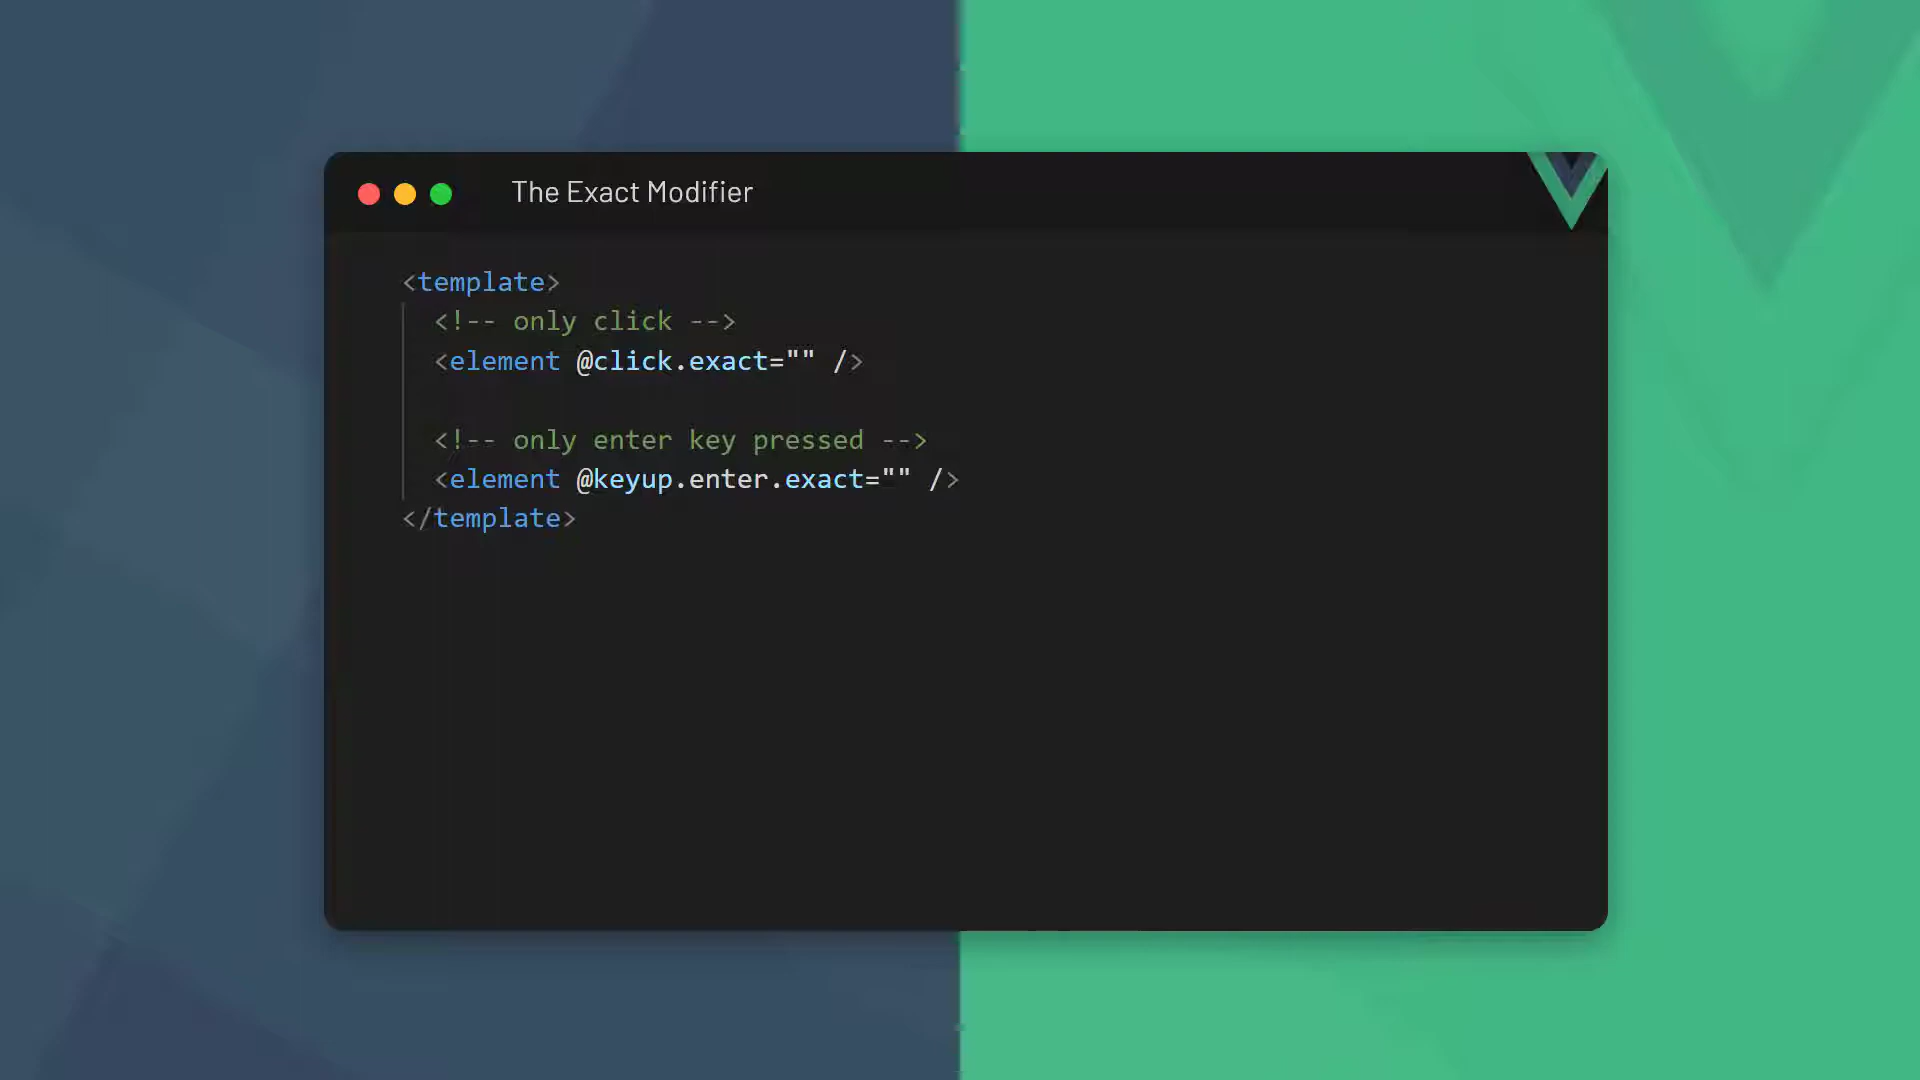 The Exact Modifier
<template>
<!-- only click -->
<element @click.exact="" />
<!-- only enter key pressed -->
<element @keyup.enter.exact="" />
</template>